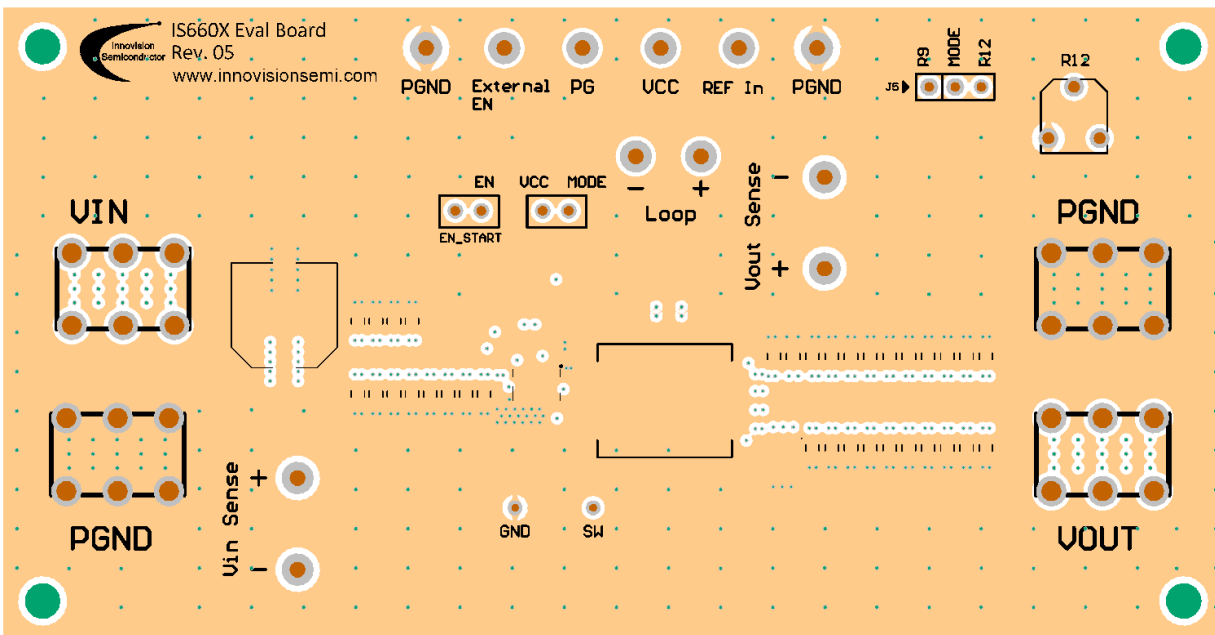 Innovision
Semiconductor
IS660X Eval Board
Rev. 05
www.innovisionsemi.com
PGND
External
EN
PG
VCC
REF In
PGND
J6
R9
MODE
R12
R12
EN
EN_START
VCC MODE
- +
Loop
Vout Sense
-
+
VIN
PGND
PGND
Vin Sense
+
-
GND
SW
VOUT